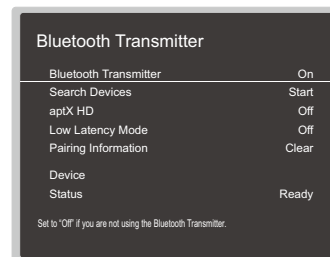 Bluetooth Transmitter
Bluetooth Transmitter On
Search Devices Start
aptX HD Off
Low Latency Mode Off
Pairing Information Clear
Device
Status Ready
Set to “Off” if you are not using the Bluetooth Transmitter.